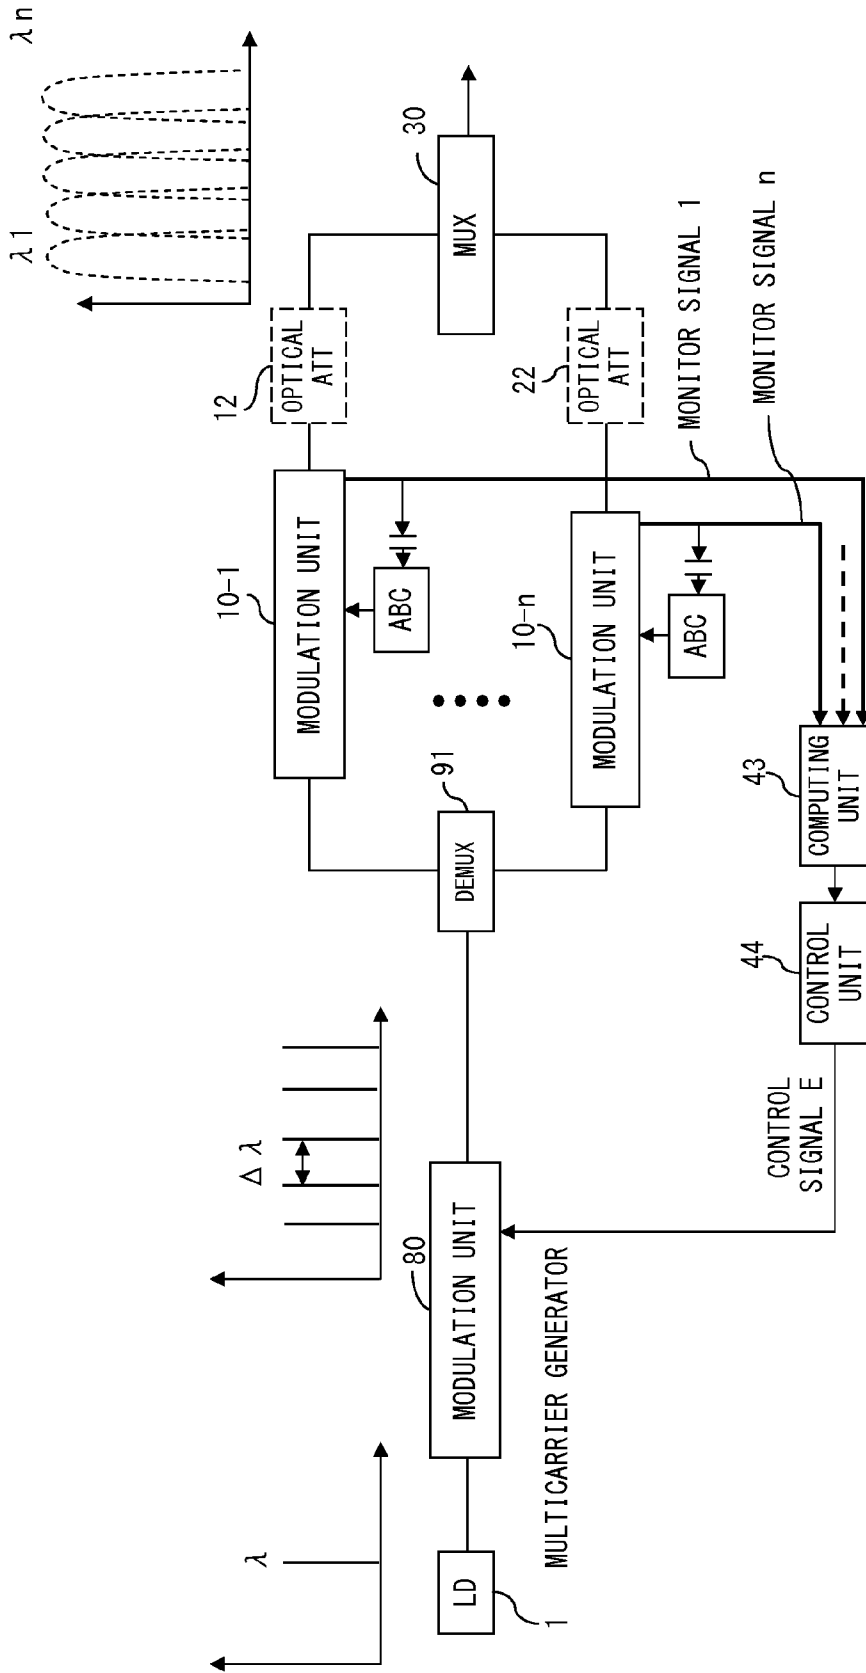 λ
Δλ
λ1
λn
LD
1
MULTICARRIER GENERATOR
MODULATION UNIT
80
DEMUX
91
MODULATION UNIT
10-1
ABC
MODULATION UNIT
10-n
ABC
OPTICAL
ATT
12
OPTICAL
ATT
22
MUX
30
MONITOR SIGNAL 1
MONITOR SIGNAL n
COMPUTING
UNIT
43
CONTROL
UNIT
44
CONTROL
SIGNAL E